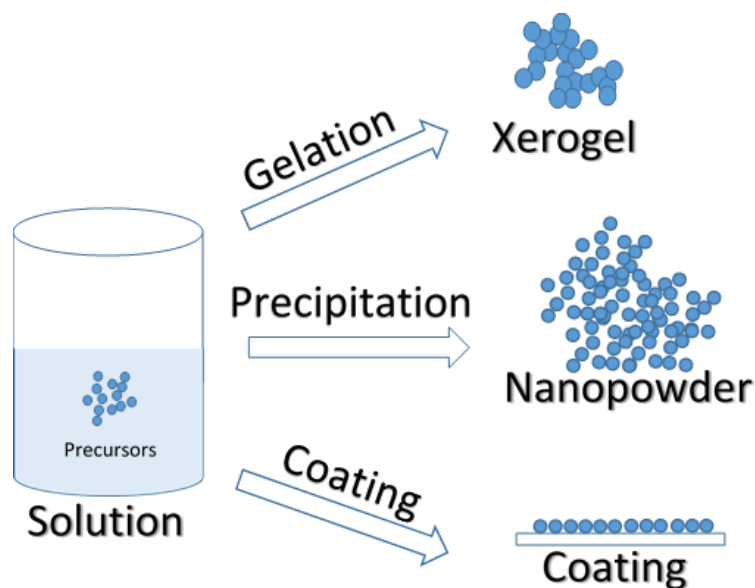 Gelation
Xerogel
Precipitation
Nanopowder
Precursors
Solution
Coating
Coating